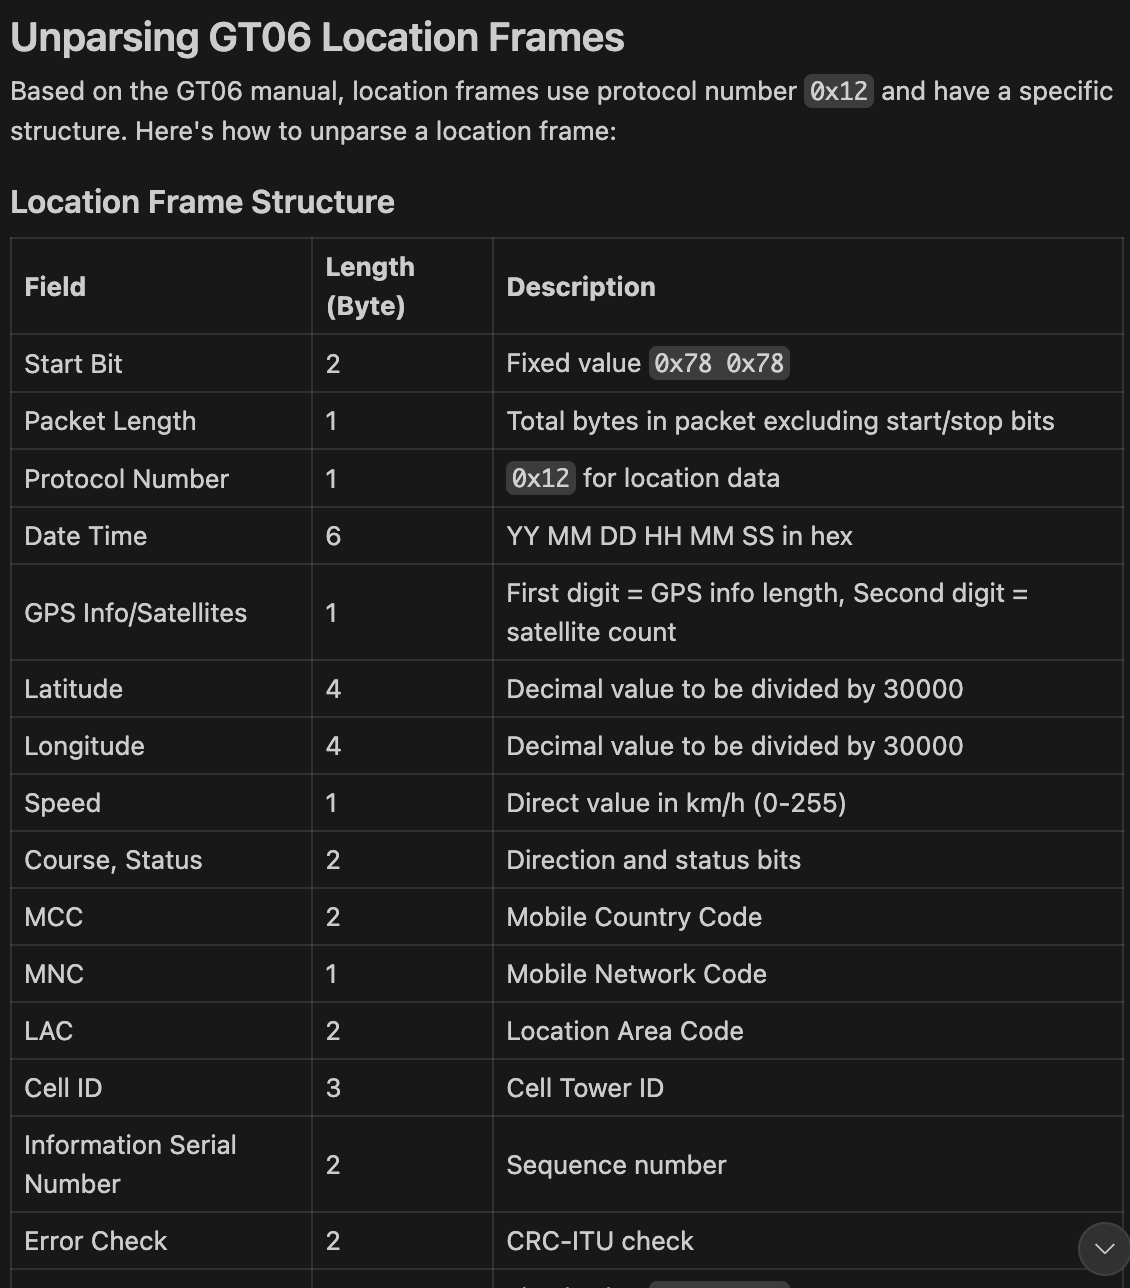 Unparsing GT06 Location Frames
Based on the GT06 manual, location frames use protocol number 0x12 and have a specific
structure. Here's how to unparse a location frame:
Location Frame Structure
Field Length (Byte) Description
Start Bit 2 Fixed value 0x78 0x78
Packet Length 1 Total bytes in packet excluding start/stop bits
Protocol Number 1 0x12 for location data
Date Time 6 YY MM DD HH MM SS in hex
GPS Info/Satellites 1 First digit = GPS info length, Second digit =
satellite count
Latitude 4 Decimal value to be divided by 30000
Longitude 4 Decimal value to be divided by 30000
Speed 1 Direct value in km/h (0-255)
Course, Status 2 Direction and status bits
MCC 2 Mobile Country Code
MNC 1 Mobile Network Code
LAC 2 Location Area Code
Cell ID 3 Cell Tower ID
Information Serial Number 2 Sequence number
Error Check 2 CRC-ITU check